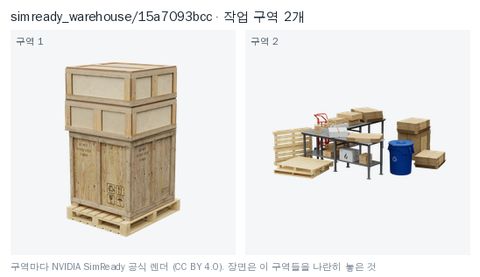 simready_warehouse/15a7093bcc · 작업 구역 2개
구역 1
구역 2
구역마다 NVIDIA SimReady 공식 렌더 (CC BY 4.0). 장면은 이 구역들을 나란히 놓은 것